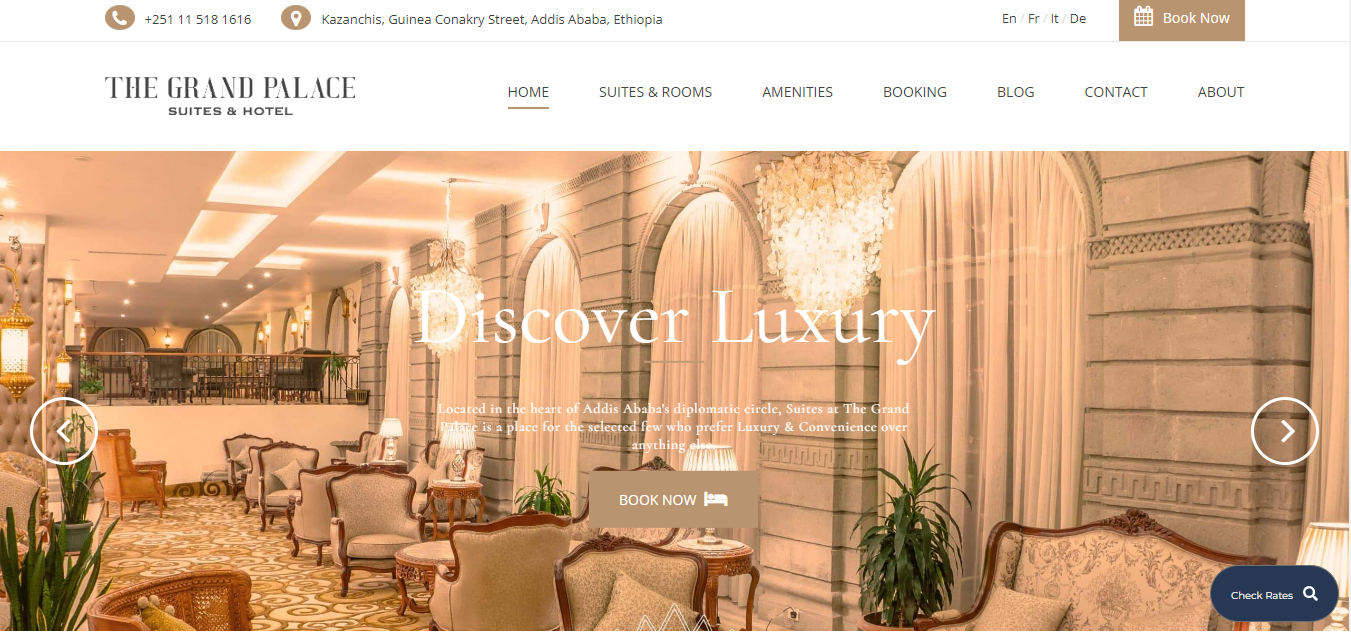 +251 11 518 1616
Kazanchis, Guinea Conakry Street, Addis Ababa, Ethiopia
En / Fr / It / De
Book Now
THE GRAND PALACE
SUITES & HOTEL
HOME
SUITES & ROOMS
AMENITIES
BOOKING
BLOG
CONTACT
ABOUT
Discover Luxury
Located in the heart of Addis Ababa's diplomatic circle, Suites at The Grand
Palace is a place for the selected few who prefer Luxury & Convenience over
anything else
BOOK NOW
Check Rates